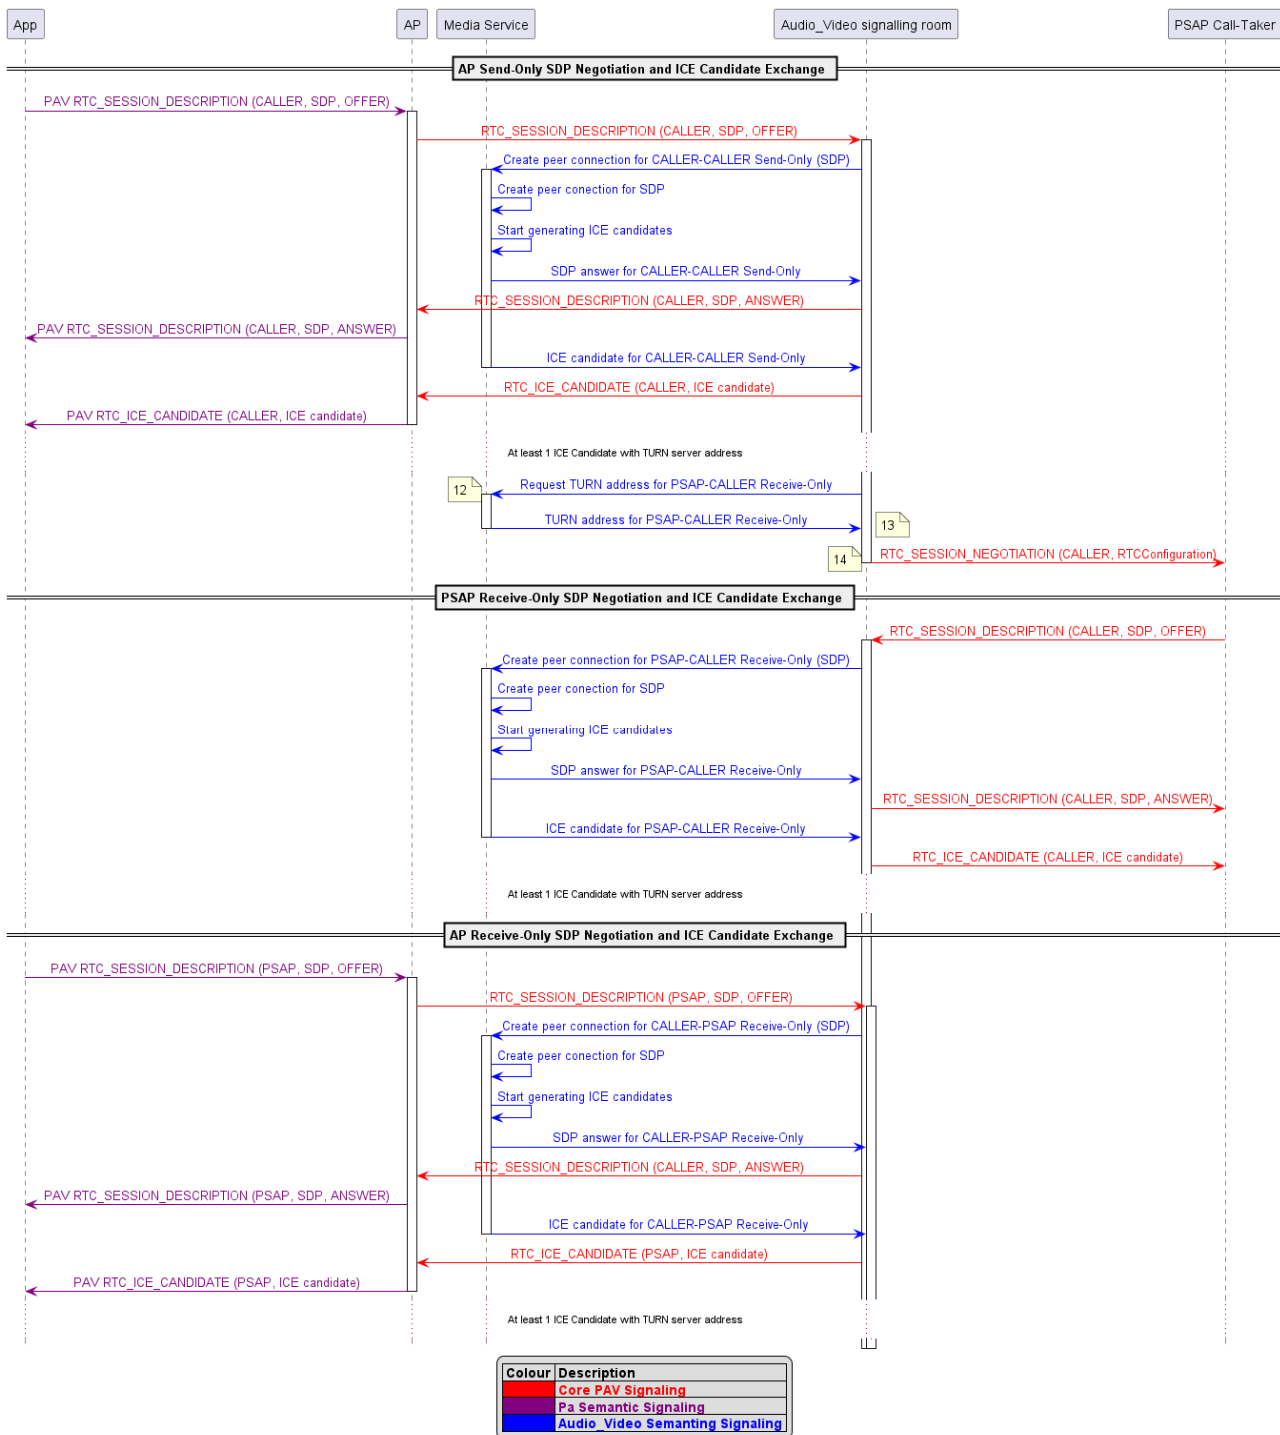 App
AP
Media Service
Audio_Video signalling room
PSAP Call-Taker
AP Send-Only SDP Negotiation and ICE Candidate Exchange
PAV RTC_SESSION_DESCRIPTION (CALLER, SDP, OFFER)
RTC_SESSION_DESCRIPTION (CALLER, SDP, OFFER)
Create peer connection for CALLER-CALLER Send-Only (SDP)
Create peer conection for SDP
Start generating ICE candidates
SDP answer for CALLER-CALLER Send-Only
RTC_SESSION_DESCRIPTION (CALLER, SDP, ANSWER)
PAV RTC_SESSION_DESCRIPTION (CALLER, SDP, ANSWER)
ICE candidate for CALLER-CALLER Send-Only
RTC_ICE_CANDIDATE (CALLER, ICE candidate)
PAV RTC_ICE_CANDIDATE (CALLER, ICE candidate)
At least 1 ICE Candidate with TURN server address
12
Request TURN address for PSAP-CALLER Receive-Only
TURN address for PSAP-CALLER Receive-Only
13
14
RTC_SESSION_NEGOTIATION (CALLER, RTCConfiguration)
PSAP Receive-Only SDP Negotiation and ICE Candidate Exchange
RTC_SESSION_DESCRIPTION (CALLER, SDP, OFFER)
Create peer connection for PSAP-CALLER Receive-Only (SDP)
Create peer conection for SDP
Start generating ICE candidates
SDP answer for PSAP-CALLER Receive-Only
RTC_SESSION_DESCRIPTION (CALLER, SDP, ANSWER)
ICE candidate for PSAP-CALLER Receive-Only
RTC_ICE_CANDIDATE (CALLER, ICE candidate)
At least 1 ICE Candidate with TURN server address
AP Receive-Only SDP Negotiation and ICE Candidate Exchange
PAV RTC_SESSION_DESCRIPTION (PSAP, SDP, OFFER)
RTC_SESSION_DESCRIPTION (PSAP, SDP, OFFER)
Create peer connection for CALLER-PSAP Receive-Only (SDP)
Create peer conection for SDP
Start generating ICE candidates
SDP answer for CALLER-PSAP Receive-Only
RTC_SESSION_DESCRIPTION (CALLER, SDP, ANSWER)
PAV RTC_SESSION_DESCRIPTION (PSAP, SDP, ANSWER)
ICE candidate for CALLER-PSAP Receive-Only
RTC_ICE_CANDIDATE (PSAP, ICE candidate)
PAV RTC_ICE_CANDIDATE (PSAP, ICE candidate)
At least 1 ICE Candidate with TURN server address
Colour Description
Core PAV Signaling
Pa Semantic Signaling
Audio_Video Semanting Signaling